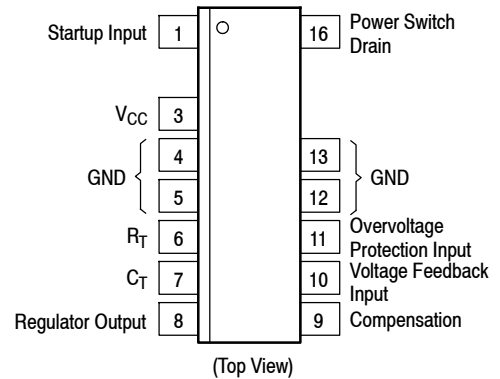 Startup Input 1 16 Power Switch
Drain
VCC 3
4 13
GND GND
5 12
RT 6 11 Overvoltage
Protection Input
CT 7 10 Voltage Feedback
Input
Regulator Output 8 9 Compensation
(Top View)